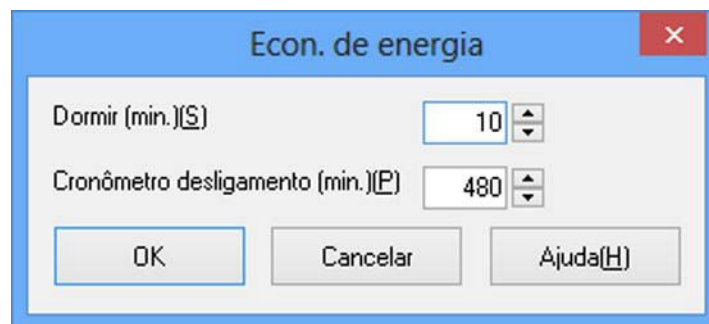 Econ. de energia
Dormir (min.)(S) 10
Cronômetro desligamento (min.)(P) 480
OK Cancelar Ajuda(H)